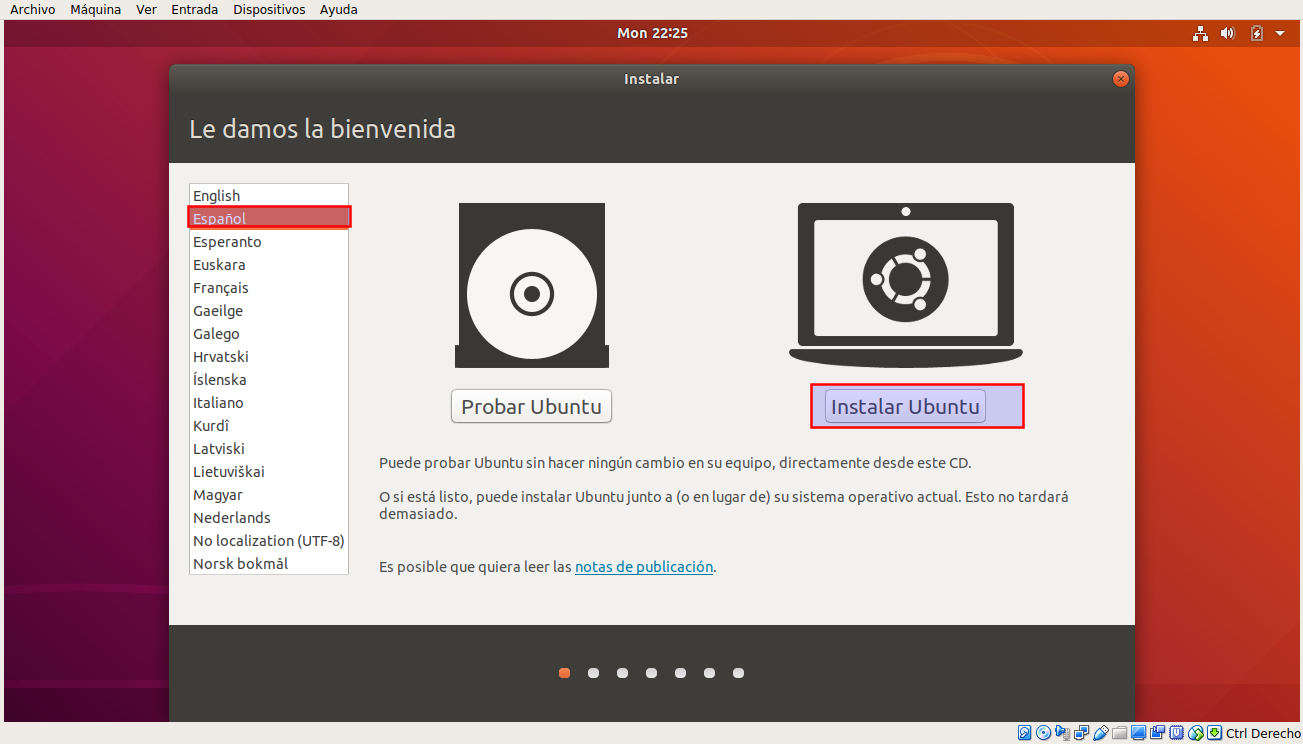 Archivo Máquina Ver Entrada Dispositivos Ayuda
Mon 22:25
Instalar
Le damos la bienvenida
English
Español
Esperanto
Euskara
Français
Gaeilge
Galego
Hrvatski
Íslenska
Italiano
Kurdî
Latviski
Lietuviškai
Magyar
Nederlands
No localization (UTF-8)
Norsk bokmål
Probar Ubuntu
Instalar Ubuntu
Puede probar Ubuntu sin hacer ningún cambio en su equipo, directamente desde este CD.
O si está listo, puede instalar Ubuntu junto a (o en lugar de) su sistema operativo actual. Esto no tardará
demasiado.
Es posible que quiera leer las notas de publicación.
Ctrl Derecho